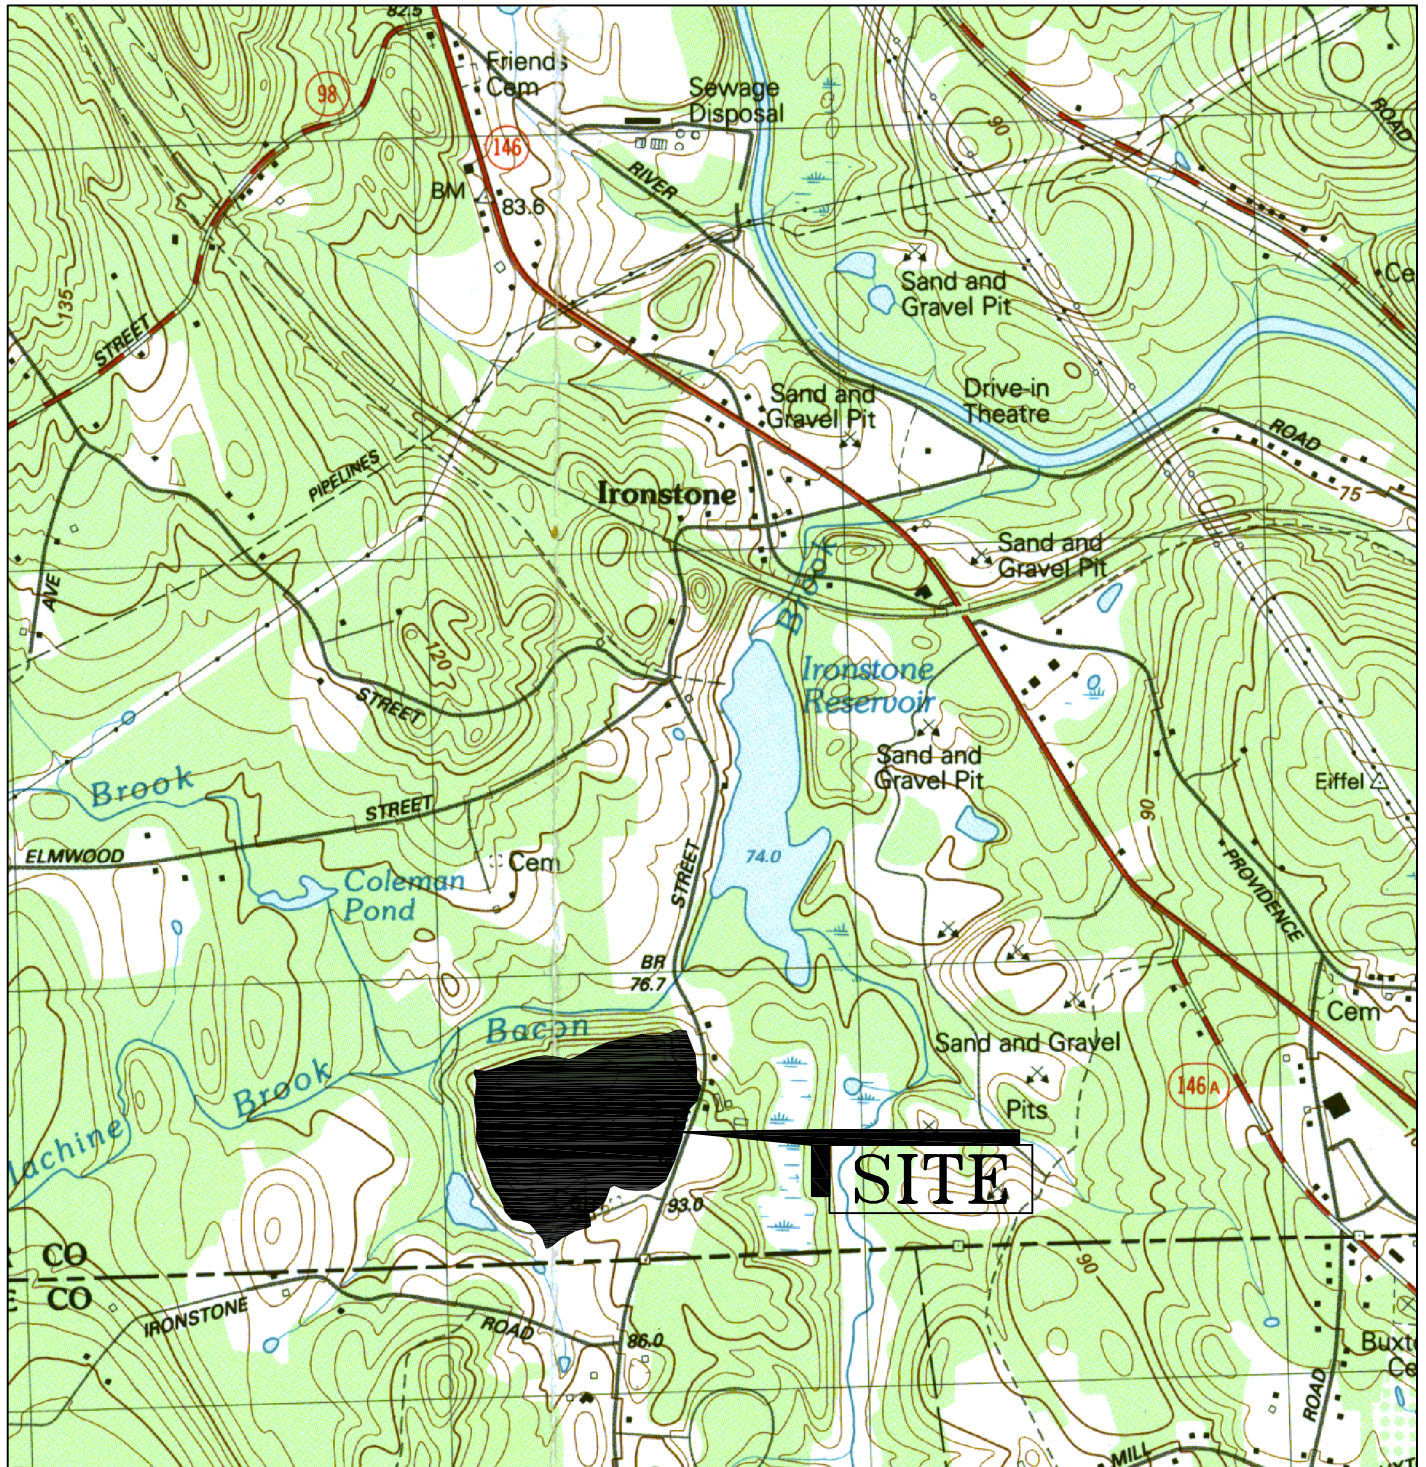 82.5
Friends
Cem
98
Sewage
Disposal
90
ROAD
146
RIVER
BM
83.6
Sand and
Gravel Pit
135
STREET
Sand and
Gravel Pit
Drive-in
Theatre
ROAD
PIPELINES
Ironstone
75
Sand and
Gravel Pit
AVE
Brook
120
STREET
Ironstone
Reservoir
Sand and
Gravel Pit
Eiffel
Brook
STREET
90
ELMWOOD
Cem
74.0
Coleman
Pond
STREET
PROVIDENCE
BR
76.7
Cem
Bacon
Sand and Gravel
Pits
146A
Brook
Machine
SITE
93.0
CO
CO
90
IRONSTONE
ROAD
86.0
ROAD
MILL